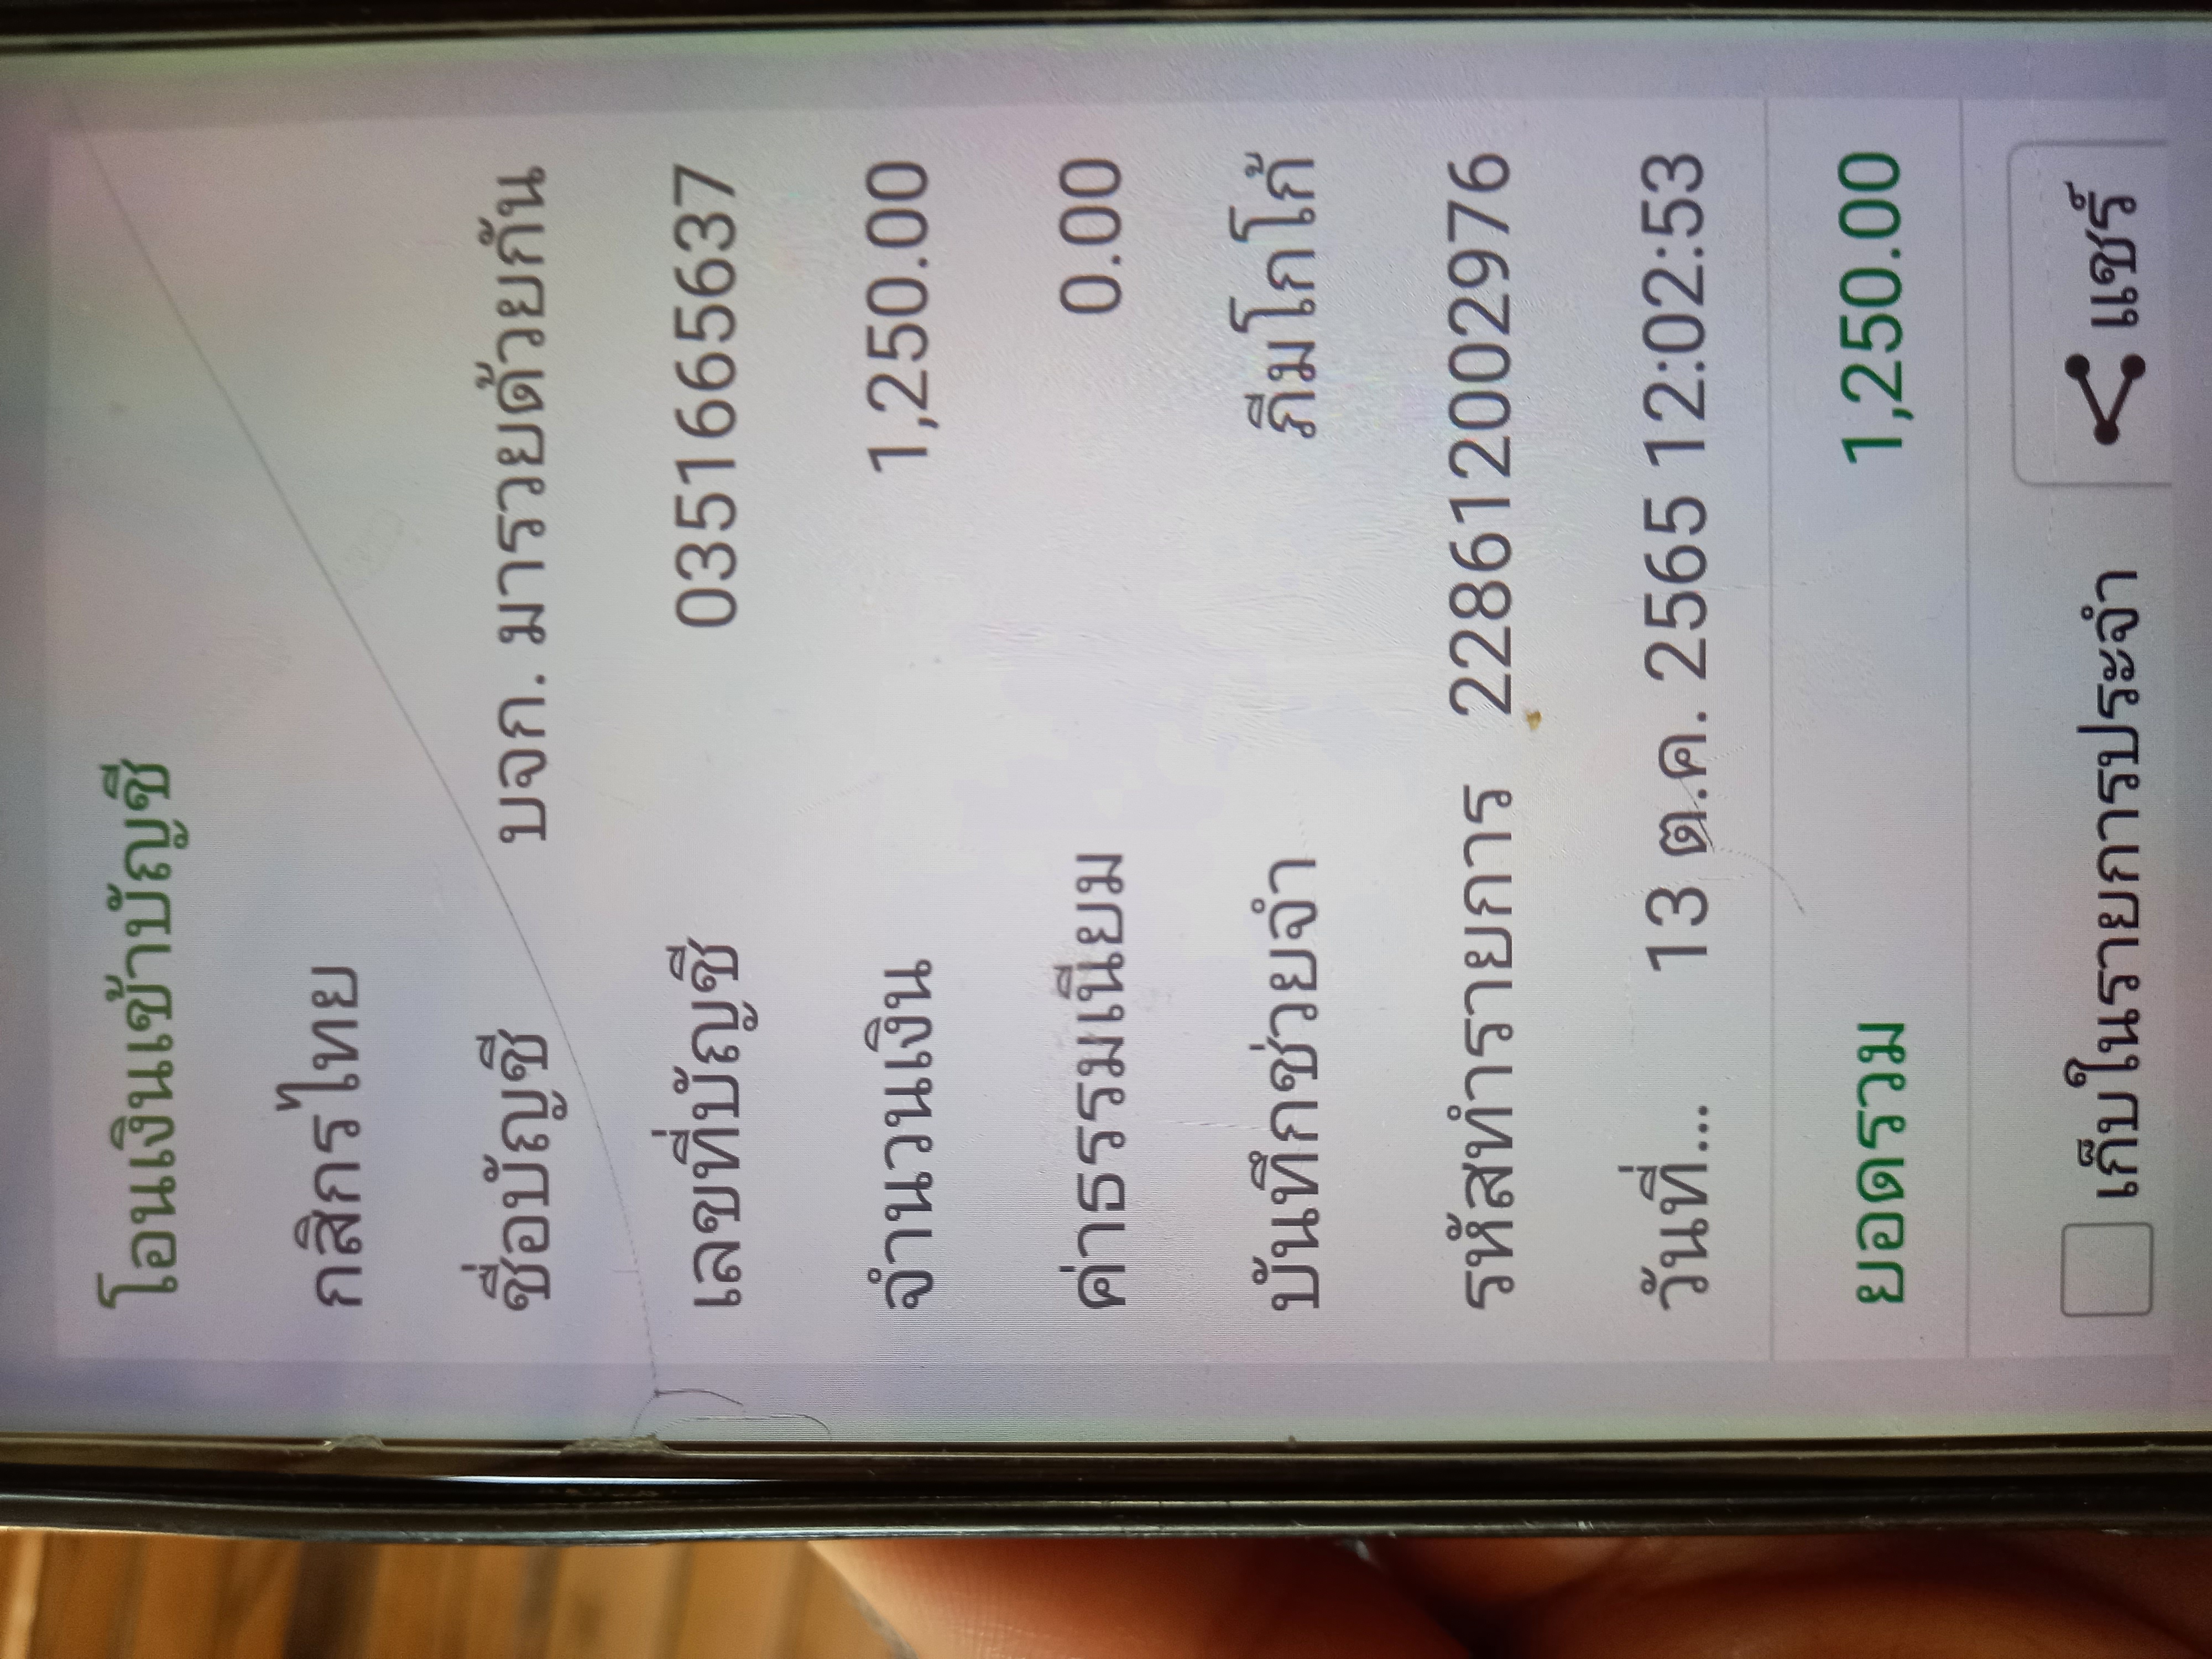 โอนเงินเข้าบัญชี
กสิกรไทย
ชื่อบัญชี บจก. มารวยด้วยกัน
เลขที่บัญชี 0351665637
จำนวนเงิน 1,250.00
ค่าธรรมเนียม 0.00
บันทึกช่วยจำ ภีมโกโก้
รหัสทำรายการ 228612002976
วันที่... 13 ต.ค. 2565 12:02:53
ยอดรวม 1,250.00
เก็บในรายการประจำ แชร์